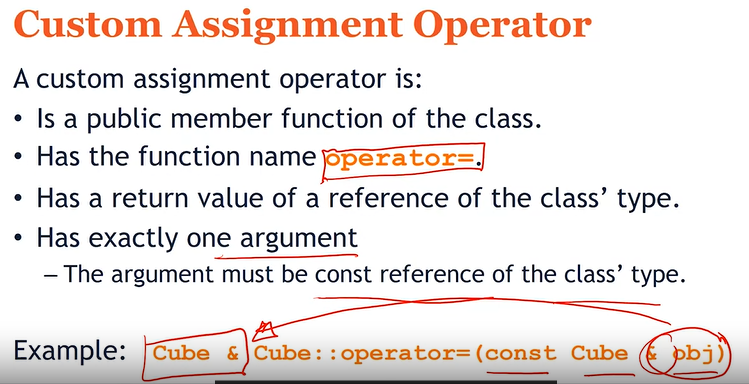 Custom Assignment Operator
A custom assignment operator is:
• Is a public member function of the class.
• Has the function name operator=.
• Has a return value of a reference of the class’ type.
• Has exactly one argument
– The argument must be const reference of the class’ type.
Example: Cube & Cube::operator=(const Cube & obj)